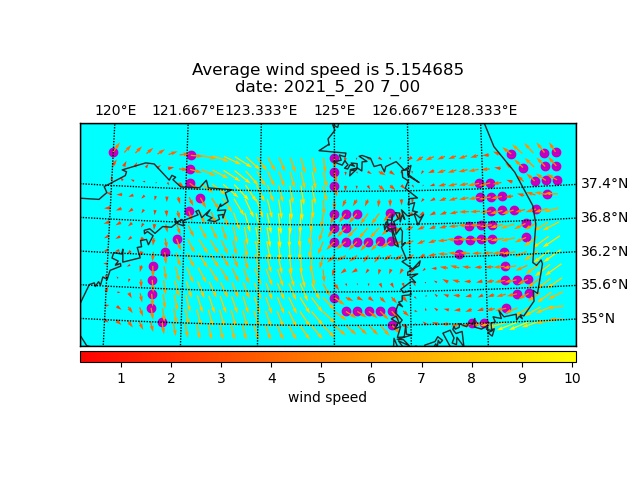 Average wind speed is 5.154685
date: 2021_5_20 7_00
120°E 121.667°E 123.333°E 125°E 126.667°E 128.333°E
37.4°N
36.8°N
36.2°N
35.6°N
35°N
1 2 3 4 5 6 7 8 9 10
wind speed